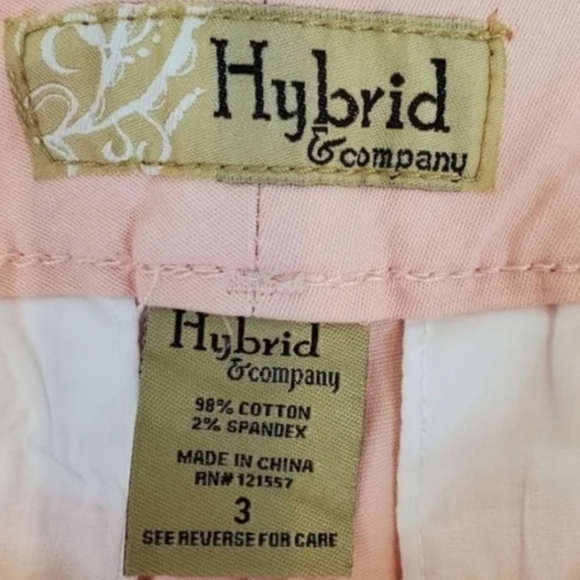 Hybrid
& company
Hybrid
& company
98% COTTON
2% SPANDEX
MADE IN CHINA
RN# 121557
3
SEE REVERSE FOR CARE